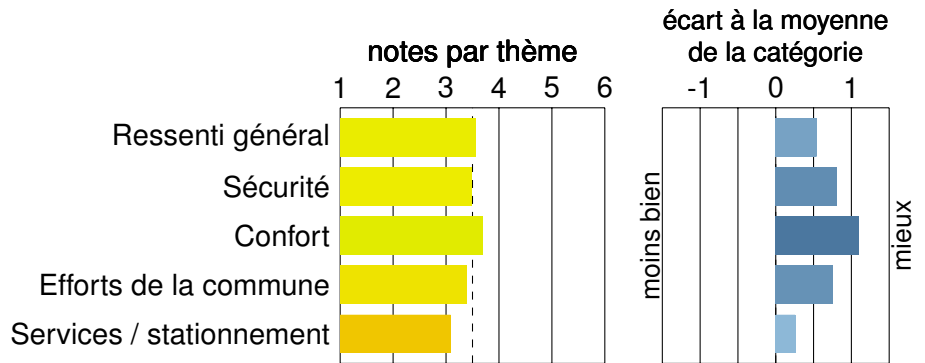 notes par thème
1 2 3 4 5 6
écart à la moyenne
de la catégorie
-1 0 1
Ressenti général
Sécurité
Confort
Efforts de la commune
Services / stationnement
moins bien
mieux